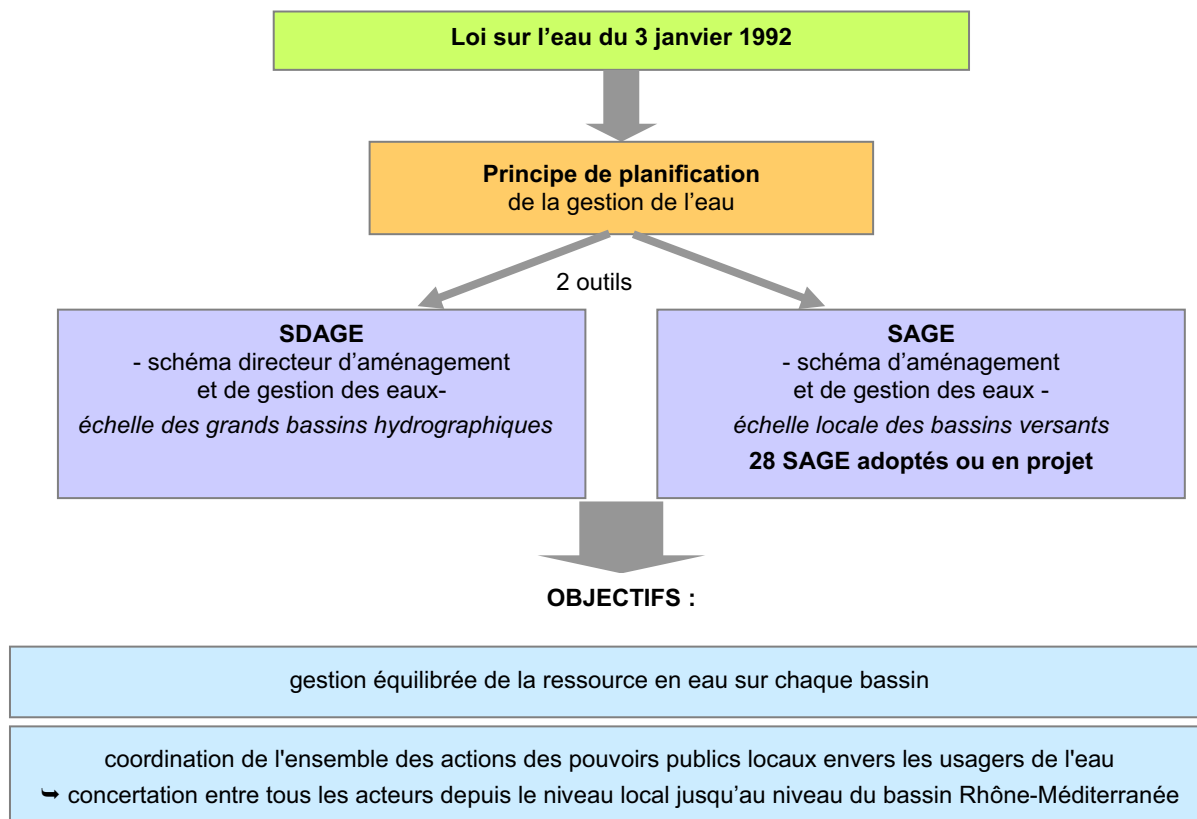 Loi sur l’eau du 3 janvier 1992
Principe de planification
de la gestion de l’eau
2 outils
SDAGE
- schéma directeur d’aménagement
et de gestion des eaux-
échelle des grands bassins hydrographiques
SAGE
- schéma d’aménagement
et de gestion des eaux -
échelle locale des bassins versants
28 SAGE adoptés ou en projet
OBJECTIFS :
gestion équilibrée de la ressource en eau sur chaque bassin
coordination de l'ensemble des actions des pouvoirs publics locaux envers les usagers de l'eau
➥ concertation entre tous les acteurs depuis le niveau local jusqu’au niveau du bassin Rhône-Méditerranée